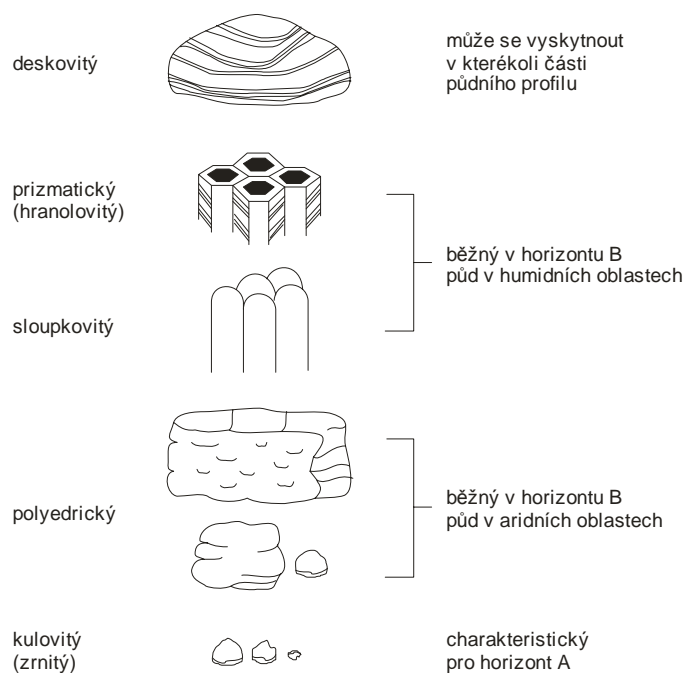 deskovitý
může se vyskytnout
v kterékoli části
půdního profilu
prizmatický
(hranolovitý)
běžný v horizontu B
půd v humidních oblastech
sloupkovitý
polyedrický
běžný v horizontu B
půd v aridních oblastech
kulovitý
(zrnitý)
charakteristický
pro horizont A